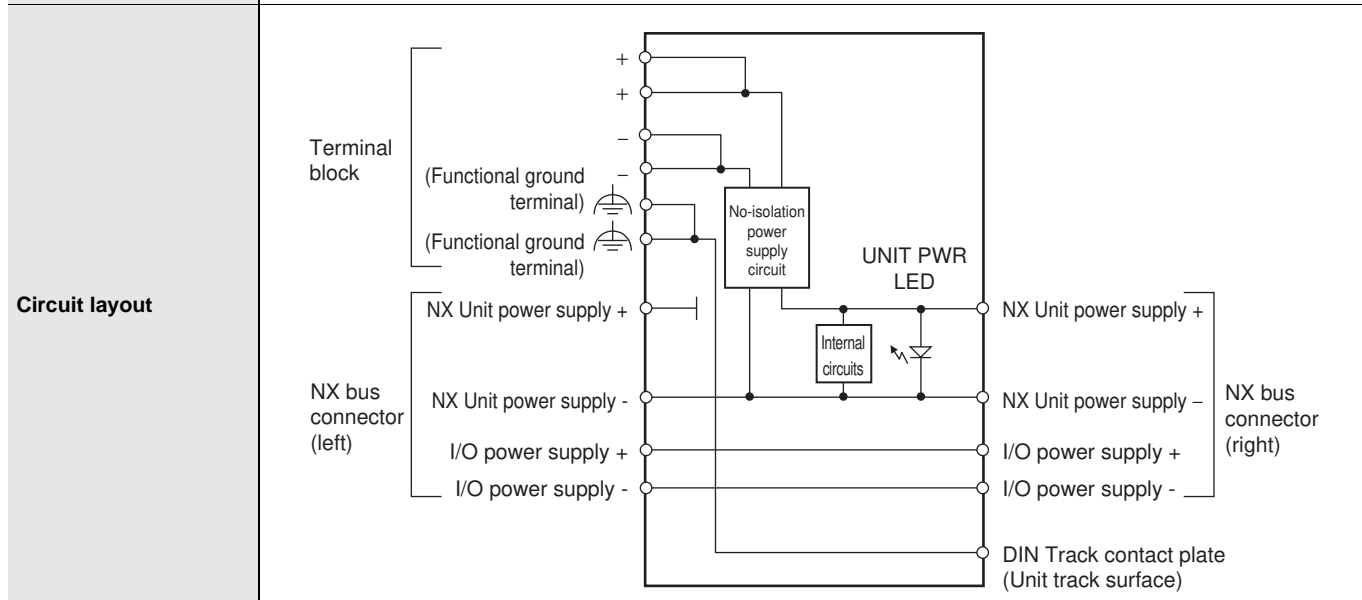 Circuit layout
Terminal
block
+
+
−
(Functional ground
terminal)
−
(Functional ground
terminal)
No-isolation
power
supply
circuit
UNIT PWR
LED
NX bus
connector
(left)
NX Unit power supply +
NX Unit power supply -
I/O power supply +
I/O power supply -
Internal
circuits
NX Unit power supply +
NX Unit power supply −
I/O power supply +
I/O power supply -
NX bus
connector
(right)
DIN Track contact plate
(Unit track surface)